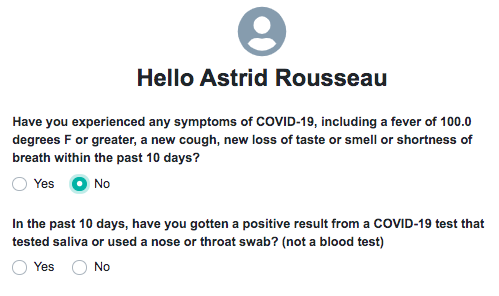 Hello Astrid Rousseau
Have you experienced any symptoms of COVID-19, including a fever of 100.0
degrees F or greater, a new cough, new loss of taste or smell or shortness of
breath within the past 10 days?
Yes No
In the past 10 days, have you gotten a positive result from a COVID-19 test that
tested saliva or used a nose or throat swab? (not a blood test)
Yes No